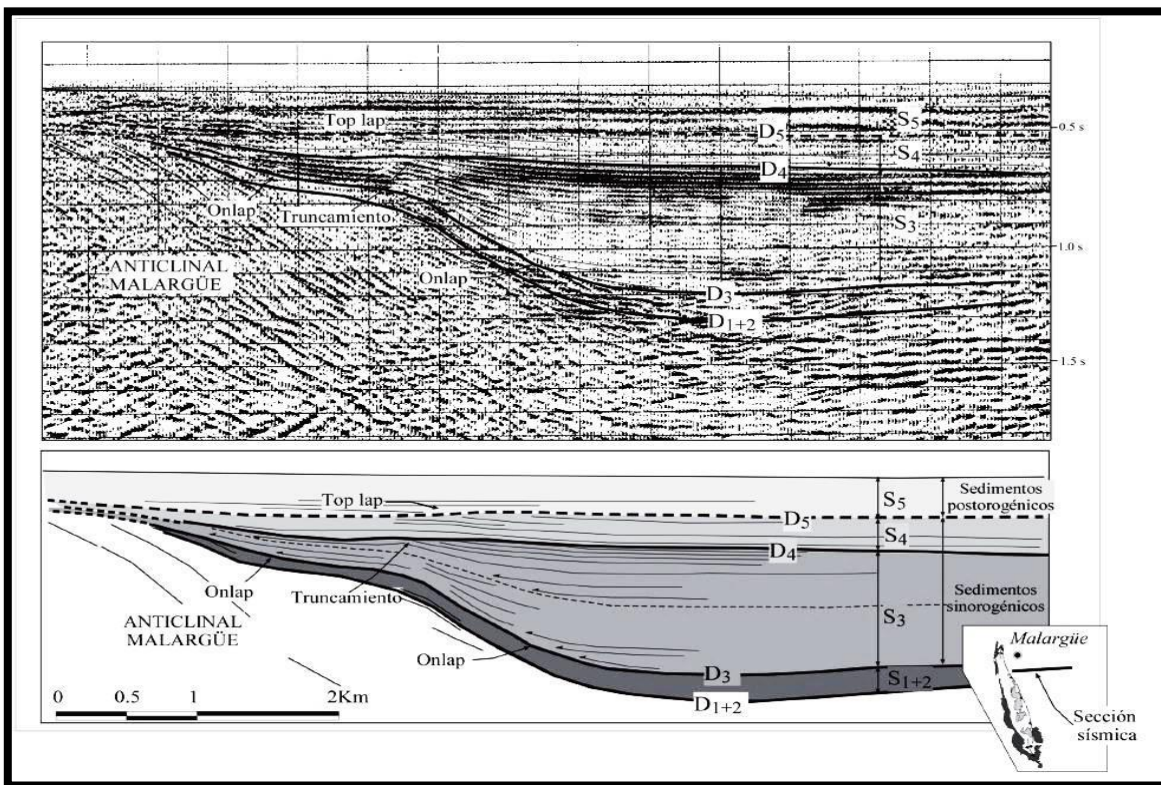 Top lap
S5
D5
0.5 s
S4
D4
Onlap
Truncamiento
S3
1.0 s
ANTICLINAL
MALARGÜE
Onlap
D3
D1+2
1.5 s
Top lap
S5
Sedimentos
postorogénicos
D5
S4
D4
Onlap
Truncamiento
Sedimentos
sinorogénicos
ANTICLINAL
MALARGÜE
S3
Onlap
Malargüe
D3
S1+2
0 0.5 1 2Km
D1+2
Sección
sísmica